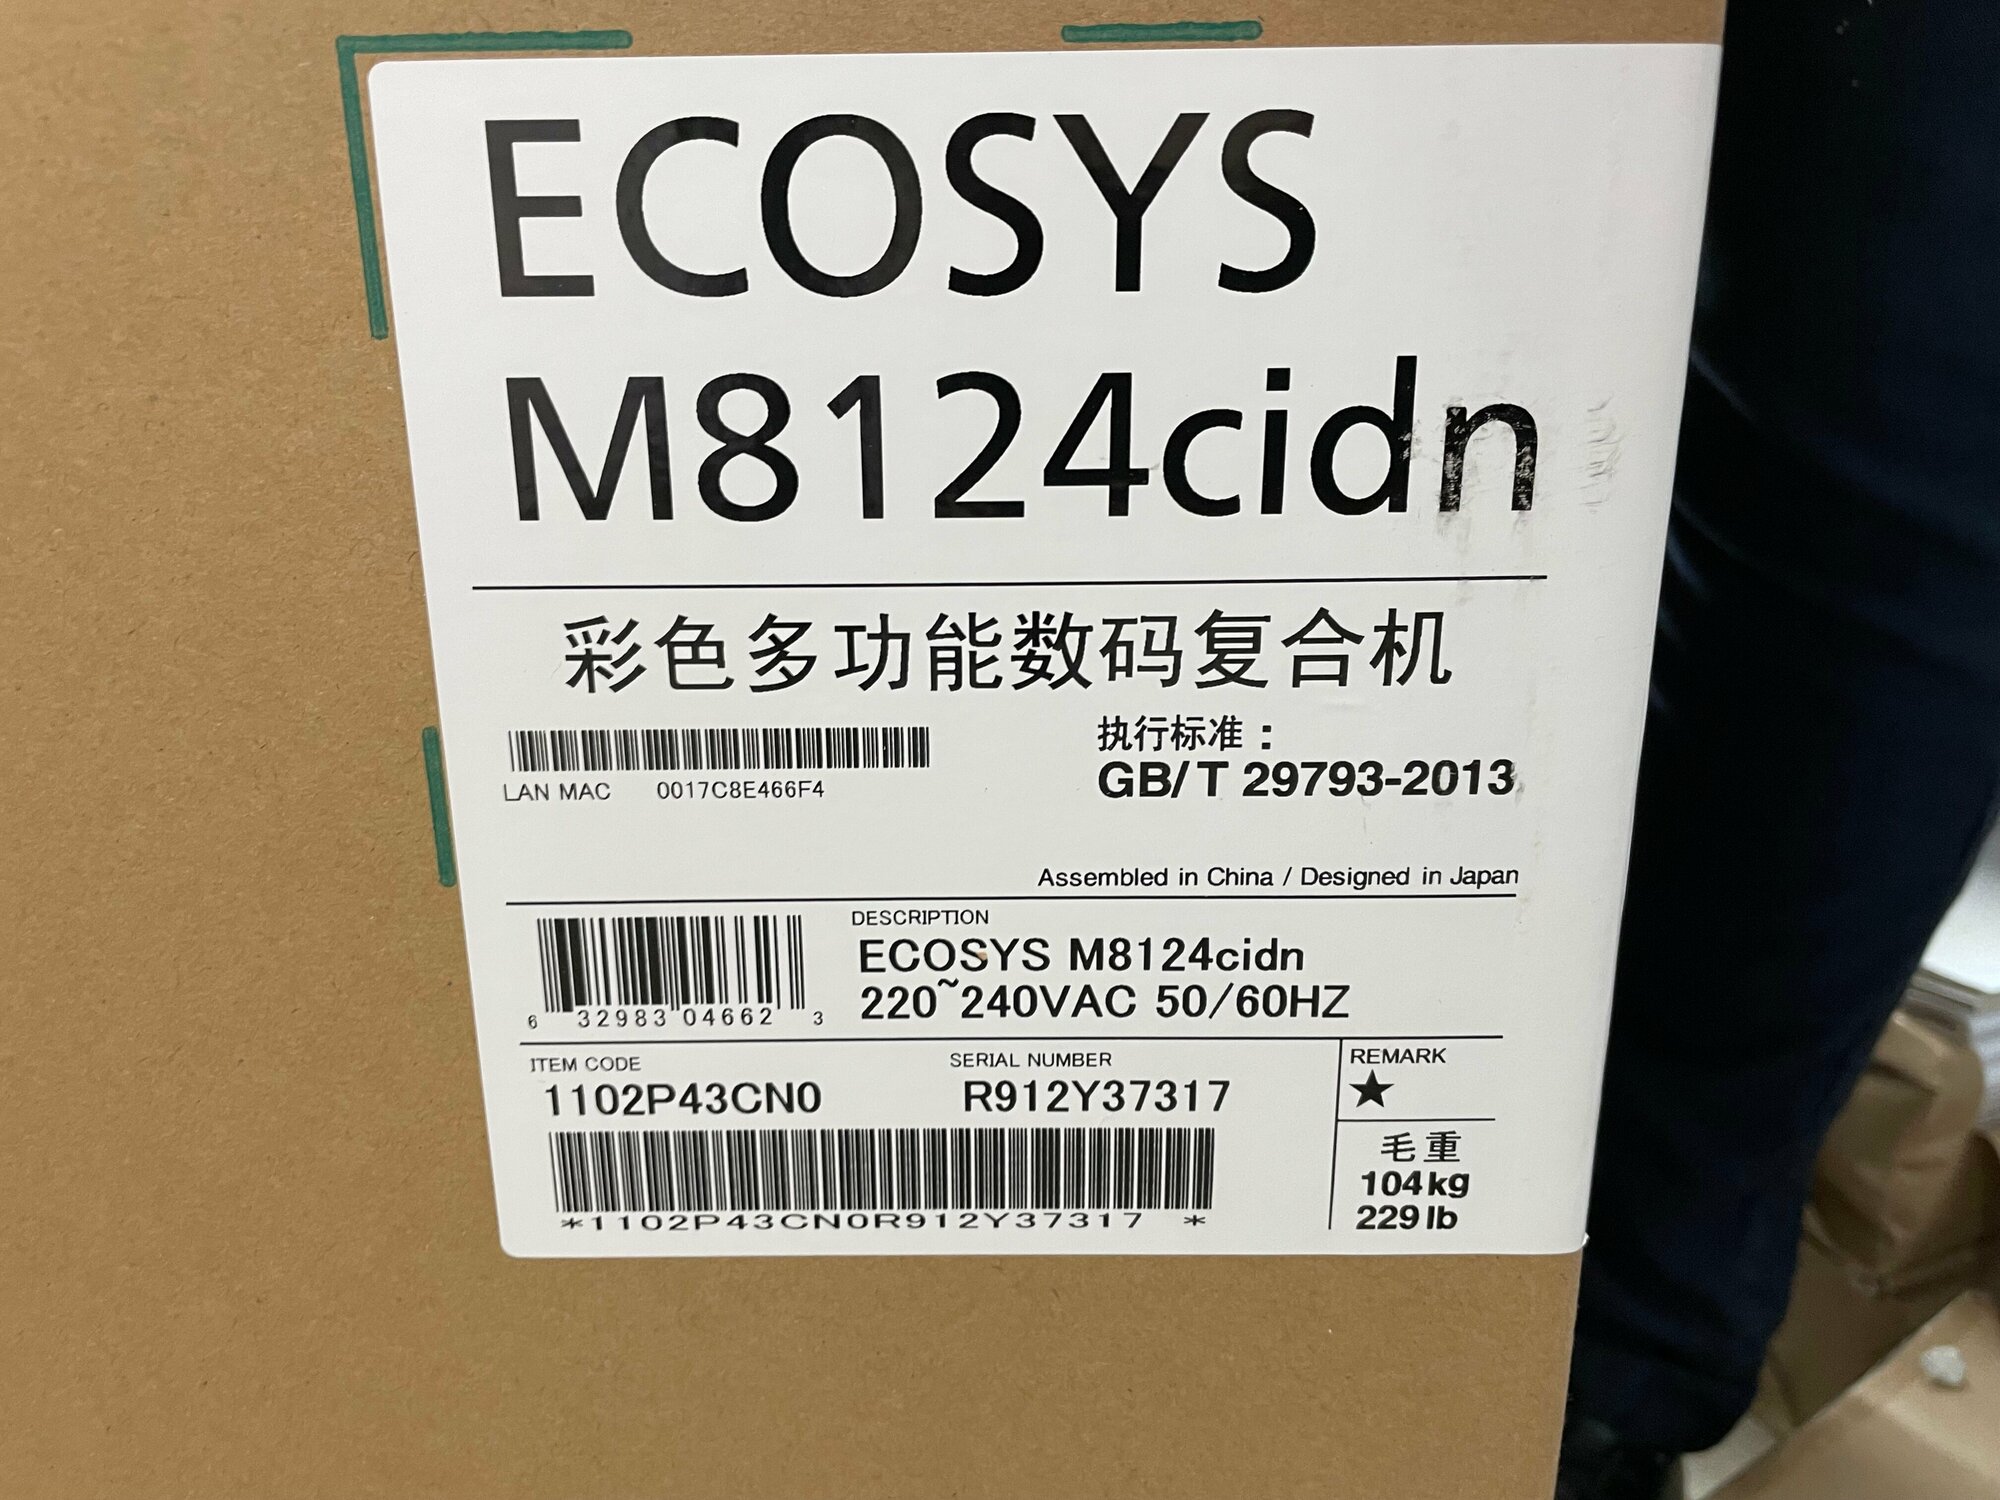 ECOSYS
M8124cidn
彩色多功能数码复合机
执行标准：
GB/T 29793-2013
LAN MAC 0017C8E466F4
Assembled in China / Designed in Japan
6 32983 04662 3
DESCRIPTION
ECOSYS M8124cidn
220~240VAC 50/60HZ
ITEM CODE
1102P43CN0
SERIAL NUMBER
R912Y37317
*1102P43CN0R912Y37317 *
REMARK
★
毛重
104kg
229 lb